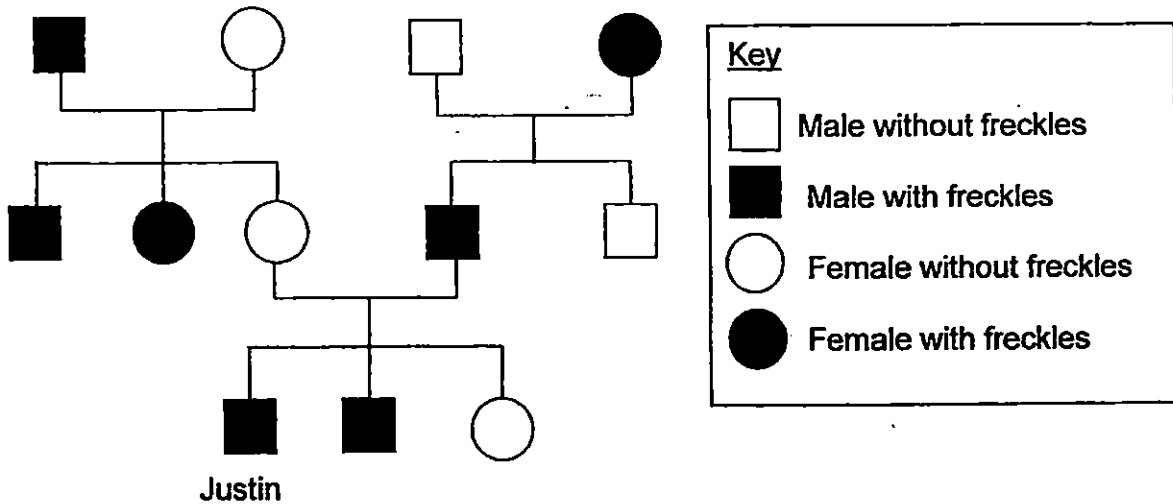 Key
Male without freckles
Male with freckles
Female without freckles
Female with freckles
Justin